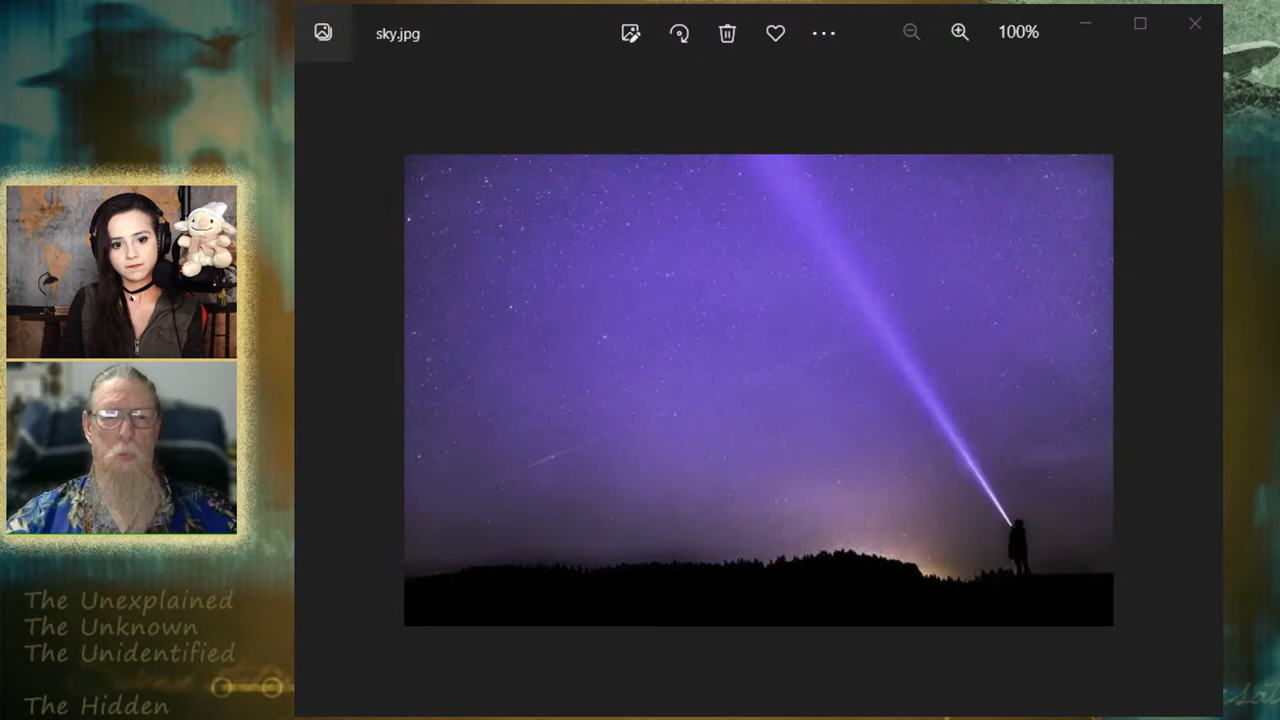 sky.jpg
100%
The Unexplained
The Unknown
The Unidentified
The Hidden